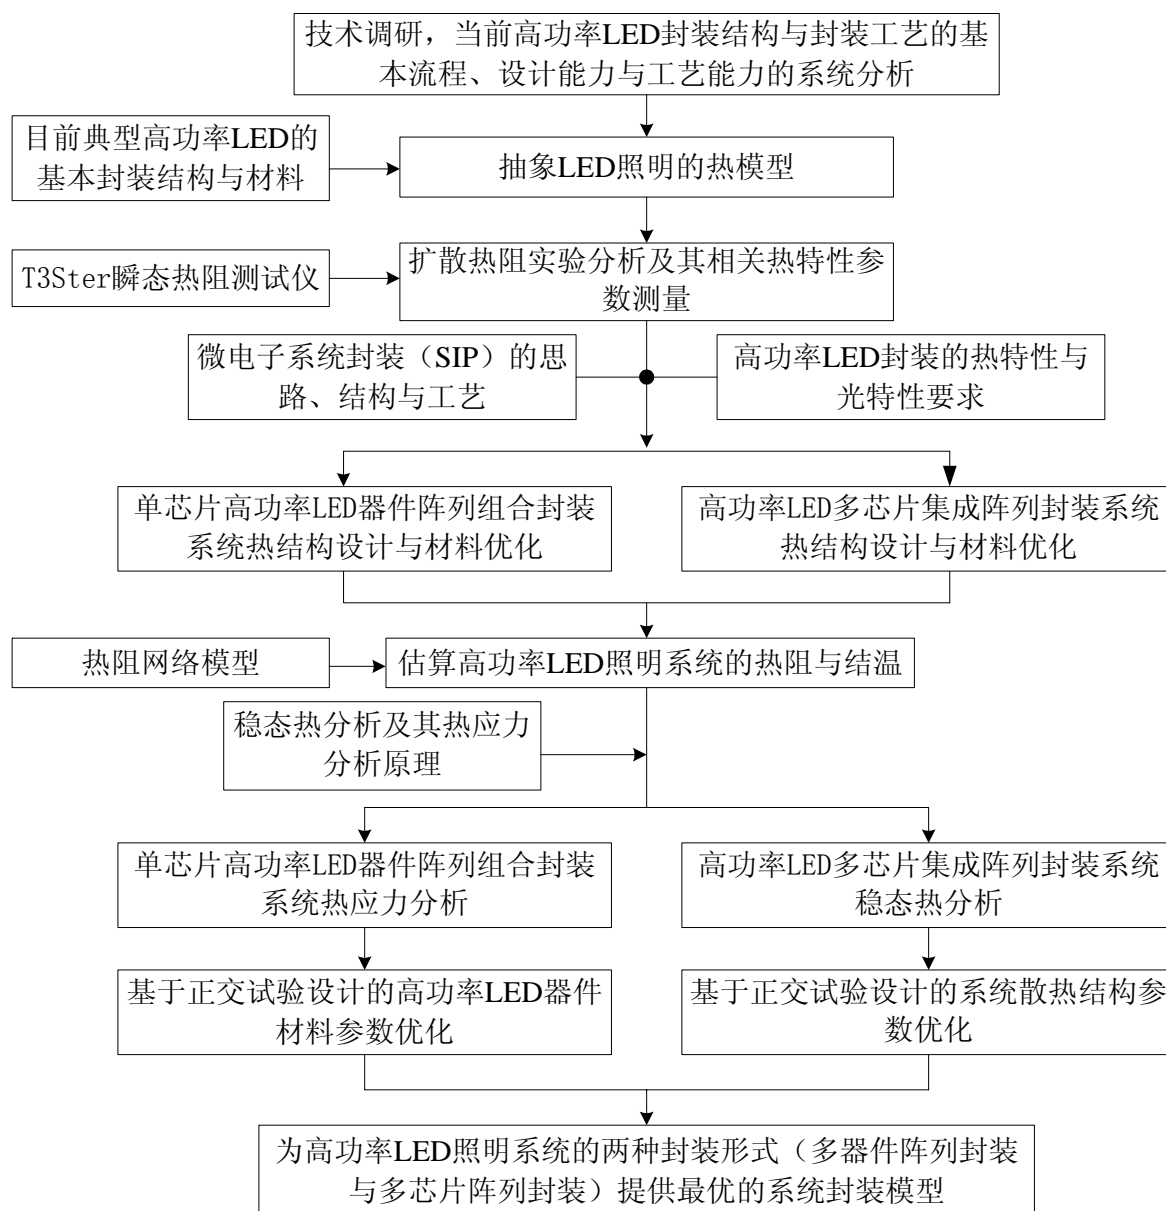 技术调研，当前高功率LED封装结构与封装工艺的基
本流程、设计能力与工艺能力的系统分析
目前典型高功率LED的
基本封装结构与材料
抽象LED照明的热模型
T3Ster瞬态热阻测试仪
扩散热阻实验分析及其相关热特性参
数测量
微电子系统封装（SIP）的思
路、结构与工艺
高功率LED封装的热特性与
光特性要求
单芯片高功率LED器件阵列组合封装
系统热结构设计与材料优化
高功率LED多芯片集成阵列封装系统
热结构设计与材料优化
热阻网络模型
估算高功率LED照明系统的热阻与结温
稳态热分析及其热应力
分析原理
单芯片高功率LED器件阵列组合封装
系统热应力分析
高功率LED多芯片集成阵列封装系统
稳态热分析
基于正交试验设计的高功率LED器件
材料参数优化
基于正交试验设计的系统散热结构参
数优化
为高功率LED照明系统的两种封装形式（多器件阵列封装
与多芯片阵列封装）提供最优的系统封装模型